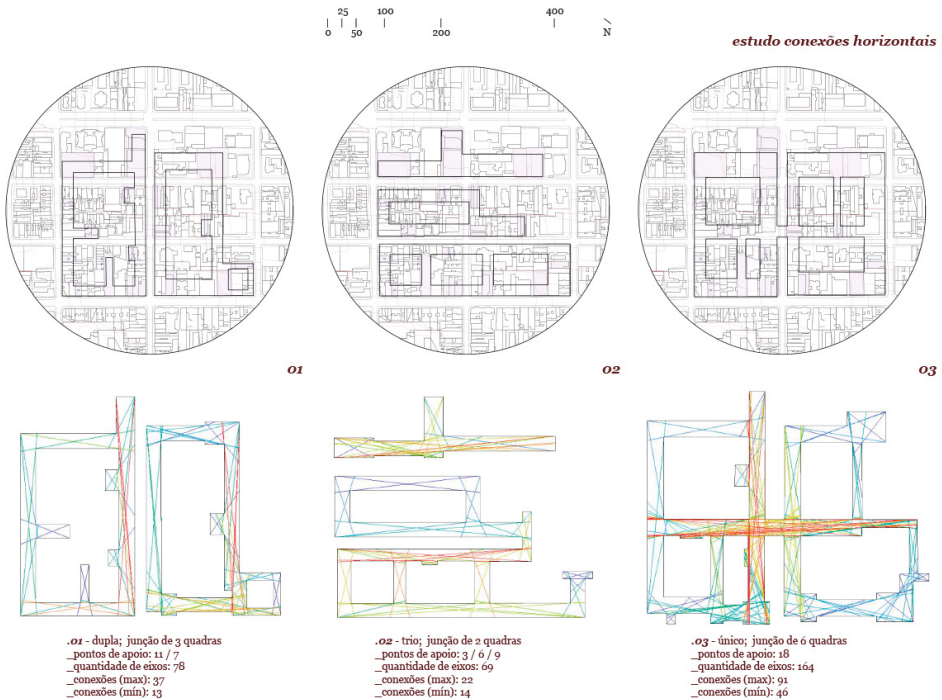 25 100 400
0 50 200 N
estudo conexões horizontais
01
02
03
.01 - dupla; junção de 3 quadras
_pontos de apoio: 11 / 7
_quantidade de eixos: 78
_conexões (max): 37
_conexões (mín): 13
.02 - trio; junção de 2 quadras
_pontos de apoio: 3 / 6 / 9
_quantidade de eixos: 69
_conexões (max): 22
_conexões (mín): 14
.03 - único; junção de 6 quadras
_pontos de apoio: 18
_quantidade de eixos: 164
_conexões (max): 91
_conexões (mín): 46